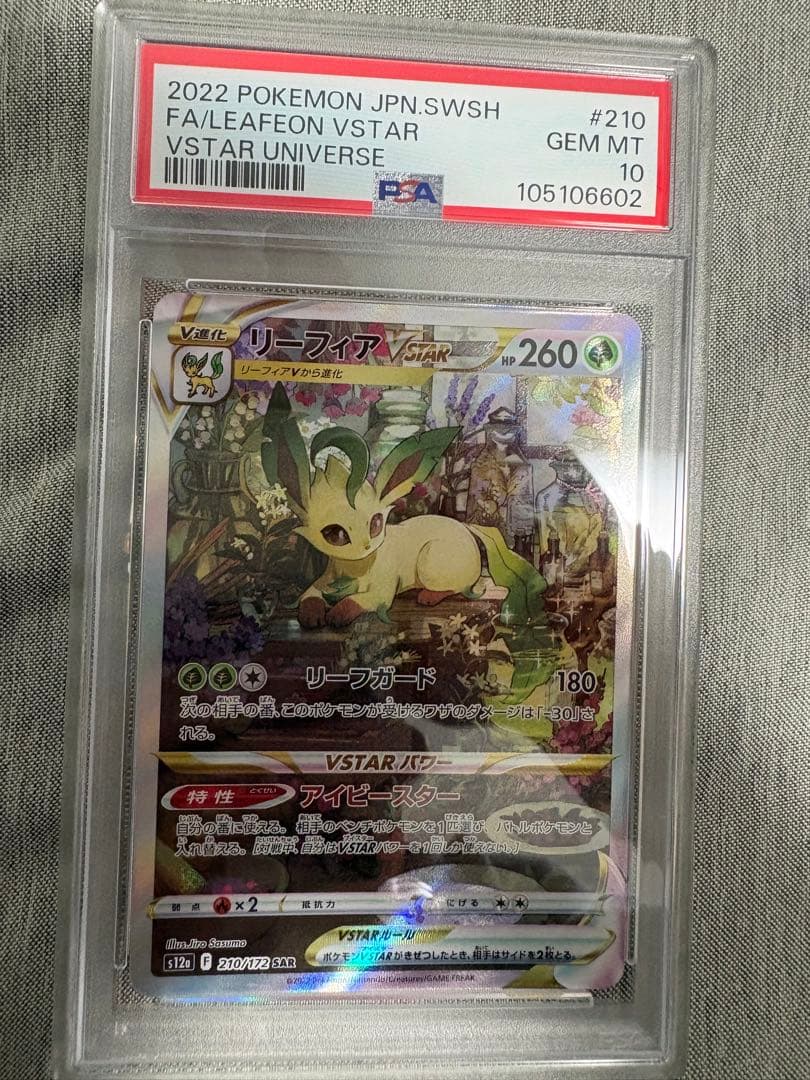 2022 POKEMON JPN.SWSH #210
FA/LEAFEON VSTAR GEM MT
VSTAR UNIVERSE 10
PSA 105106602
V進化
リーフィア VSTAR HP 260
リーフィアVから進化
リーフガード 180
次の相手の番、このポケモンが受けるワザのダメージは「-30」さ
れる。
VSTARパワー
特性 とくせい アイビースター
自分の番に使える。相手のベンチポケモンを1匹選び、バトルポケモンと
入れ替える。[対戦中、自分はVSTARパワーを1回しか使えない。]
弱点 ×2 抵抗力 にげる
Illus.Jiro Sasumo
VSTARルール
ポケモンVSTARがきぜつしたとき、相手はサイドを2枚とる。
s12a F 210/172 SAR
©2022 Pokémon/Nintendo/Creatures/GAME FREAK